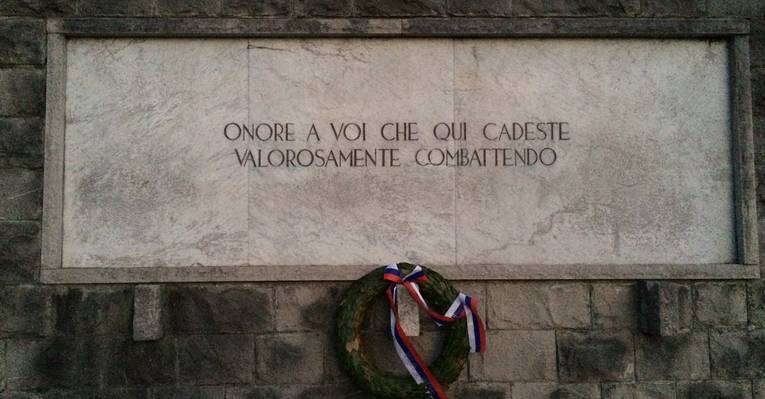 ONORE A VOI CHE QUI CADESTE
VALOROSAMENTE COMBATTENDO